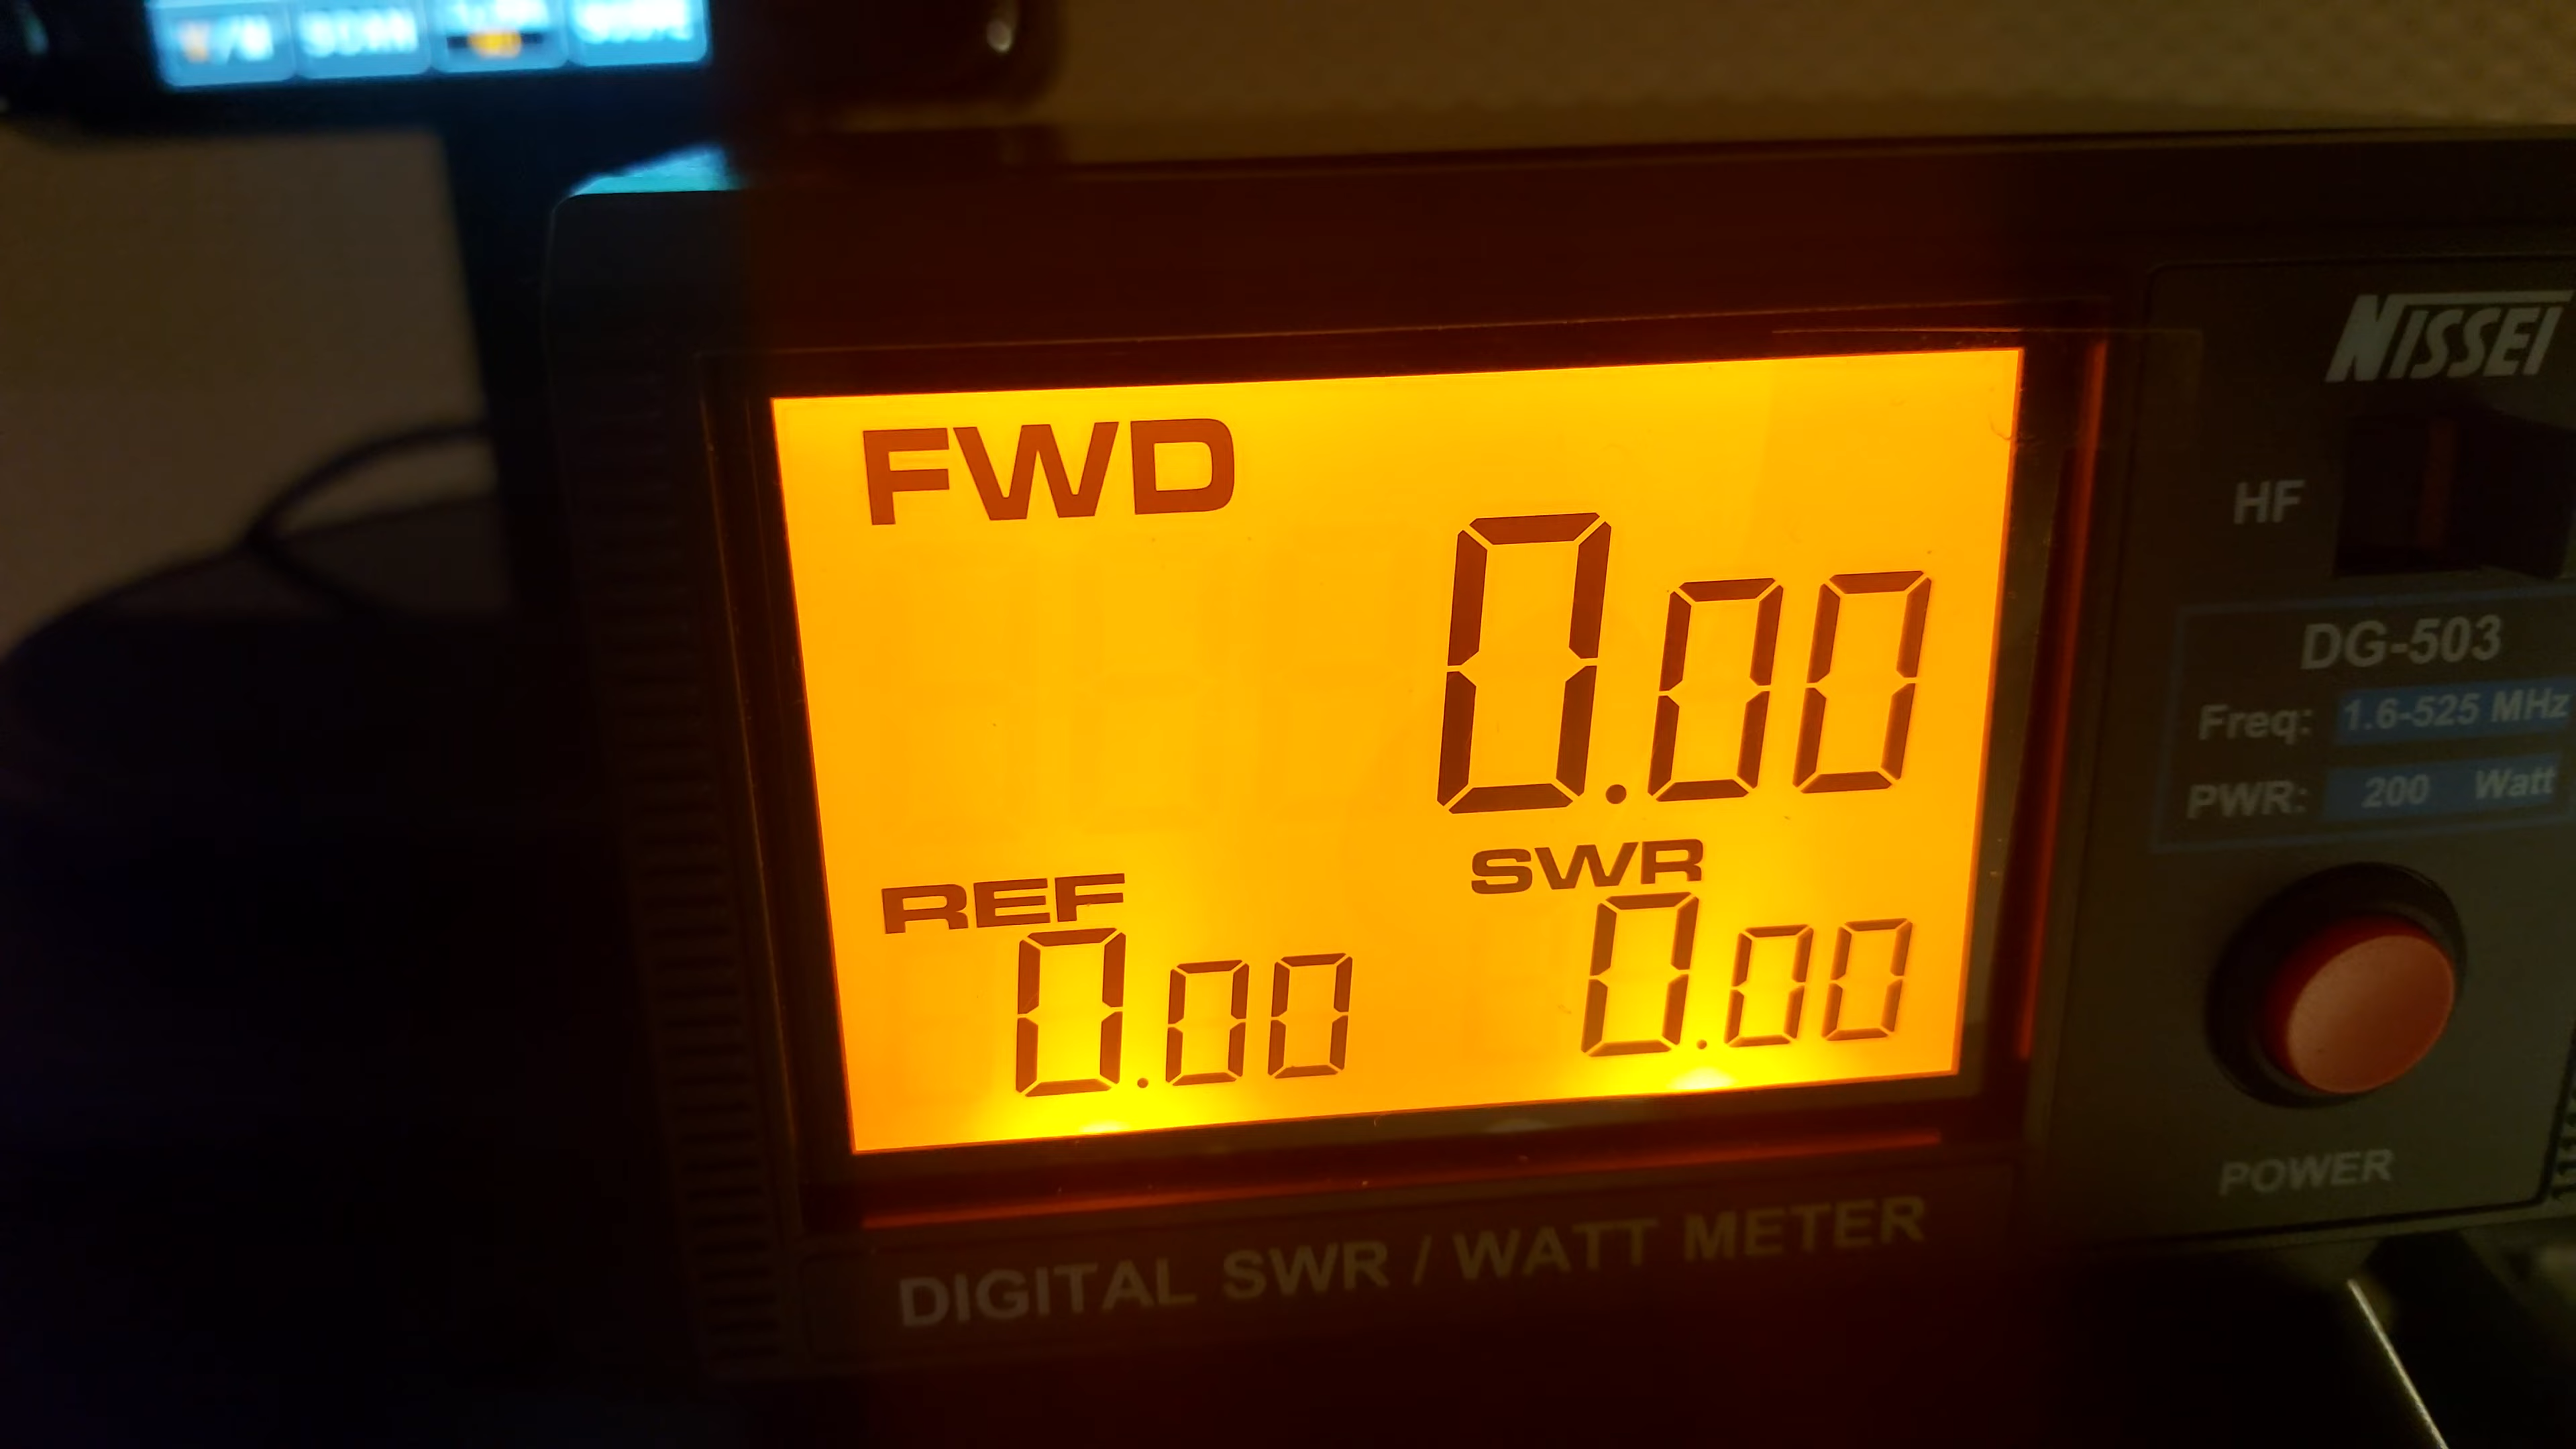 NISSEI
FWD
0.00
HF
DG-503
Freq: 1.6-525 MHz
PWR: 200 Watt
REF
0.00
SWR
0.00
POWER
DIGITAL SWR / WATT METER